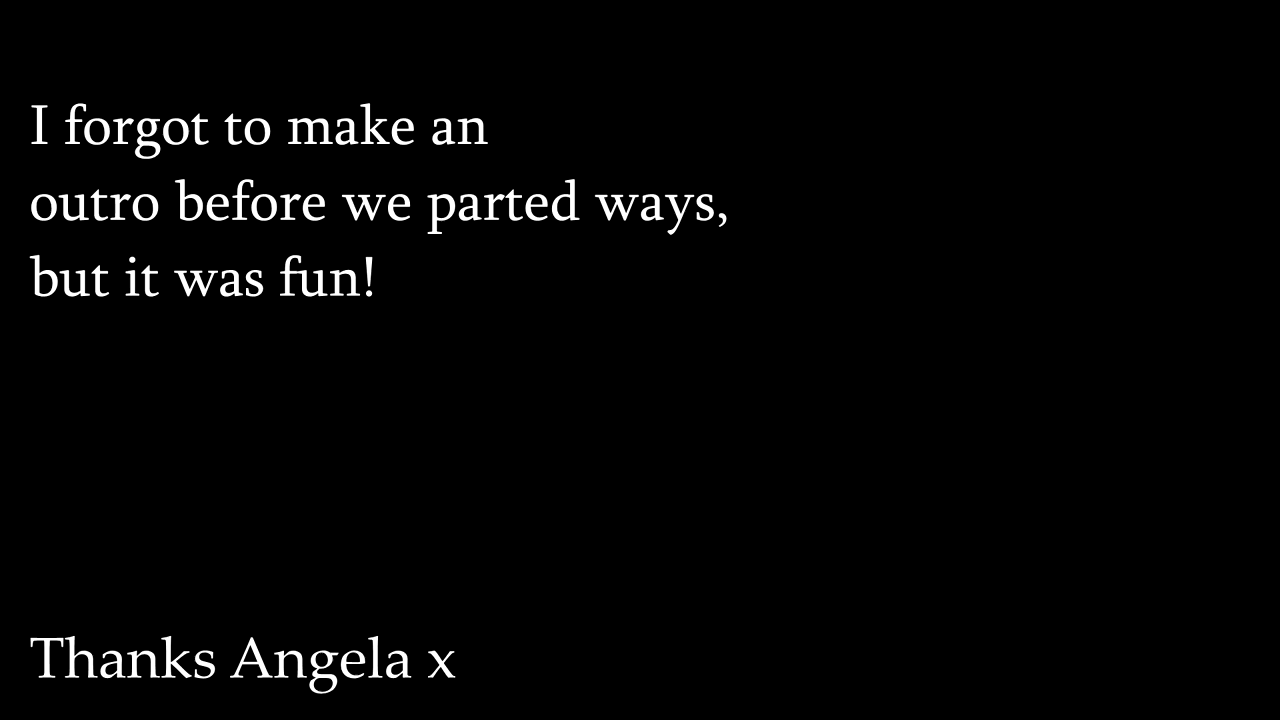 I forgot to make an
outro before we parted ways,
but it was fun!
Thanks Angela x